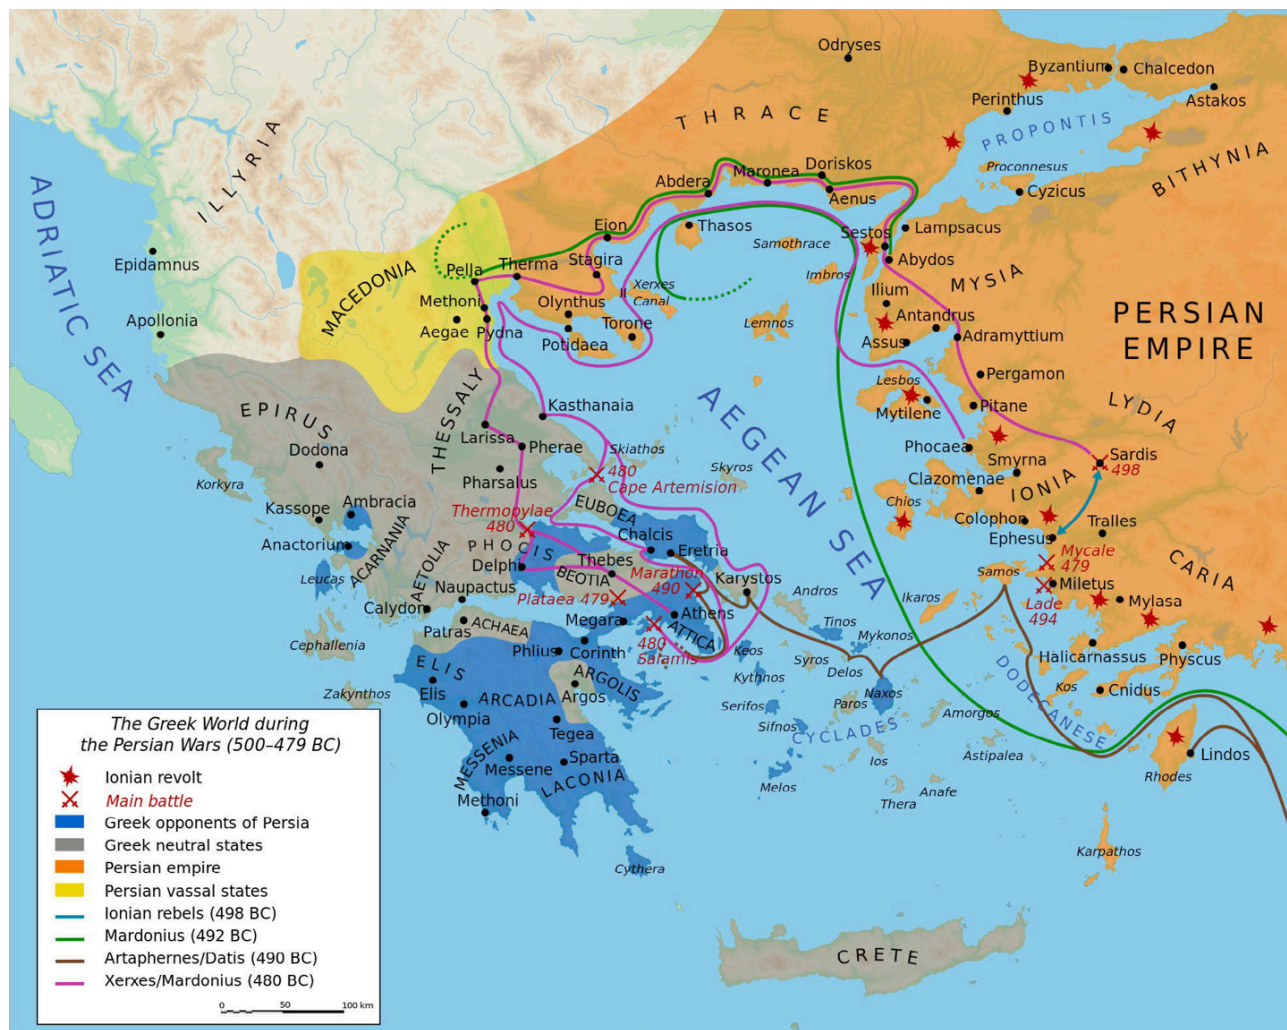 Odryses
Byzantium
Chalcedon
Perinthus
Astakos
THRACE
PROPONTIS
ILLYRIA
BITHYNIA
Proconnesus
Cyzicus
Doriskos
Maronea
Abdera
Aenus
ADRIATIC SEA
Eion
Thasos
Samothrace
Sestos
Lampsacus
Epidamnus
Abydos
Pella
Therma
Stagira
Imbros
MYSIA
MACEDONIA
Xerxes
Canal
Ilium
Methoni
Olynthus
Apollonia
Aegae
Pydna
Torone
Lemnos
Antandrus
PERSIAN
EMPIRE
Potidaea
Assus
Adramyttium
Pergamon
Lesbos
Mytilene
Pitane
LYDIA
AEGEAN SEA
EPIRUS
THESSALY
Kasthanaia
Larissa
Pherae
Skiathos
Phocaea
Dodona
Smyrna
Sardis
498
Korkyra
Pharsalus
480
Cape Artemision
Skyros
Clazomenae
IONIA
Ambracia
Kassope
Thermopylae
480
EUBOEA
Chios
Colophon
Tralles
Ephesus
Anactorium
ACARNANIA
PHOCIS
Chalcis
Eretria
Mycale
479
Leucas
AETOLIA
Delphi
Thebes
BEOTIA
Marathon
490
Karystos
Samos
CARIA
Naupactus
Plataea 479
Andros
Ikaros
Miletus
Lade
494
Mylasa
Calydon
Patras
ACHAEA
Megara
Athens
ATTICA
Tinos
Mykonos
Cephallenia
Phlius
Corinth
480
Salamis
Keos
Syros
Delos
Halicarnassus
Physcus
ELIS
Elis
ARGOLIS
Argos
Kythnos
DODECANESE
Kos
Cnidus
Zakynthos
ARCADIA
Olympia
Serifos
Paros
Naxos
Amorgos
Tegea
Sifnos
CYCLADES
MESSENIA
Messene
Sparta
LACONIA
Ios
Astipalea
Lindos
Rhodes
Methoni
Melos
Thera
Anafe
Cythera
Karpathos
CRETE
The Greek World during
the Persian Wars (500–479 BC)
Ionian revolt
Main battle
Greek opponents of Persia
Greek neutral states
Persian empire
Persian vassal states
Ionian rebels (498 BC)
Mardonius (492 BC)
Artaphernes/Datis (490 BC)
Xerxes/Mardonius (480 BC)
0 50 100 km